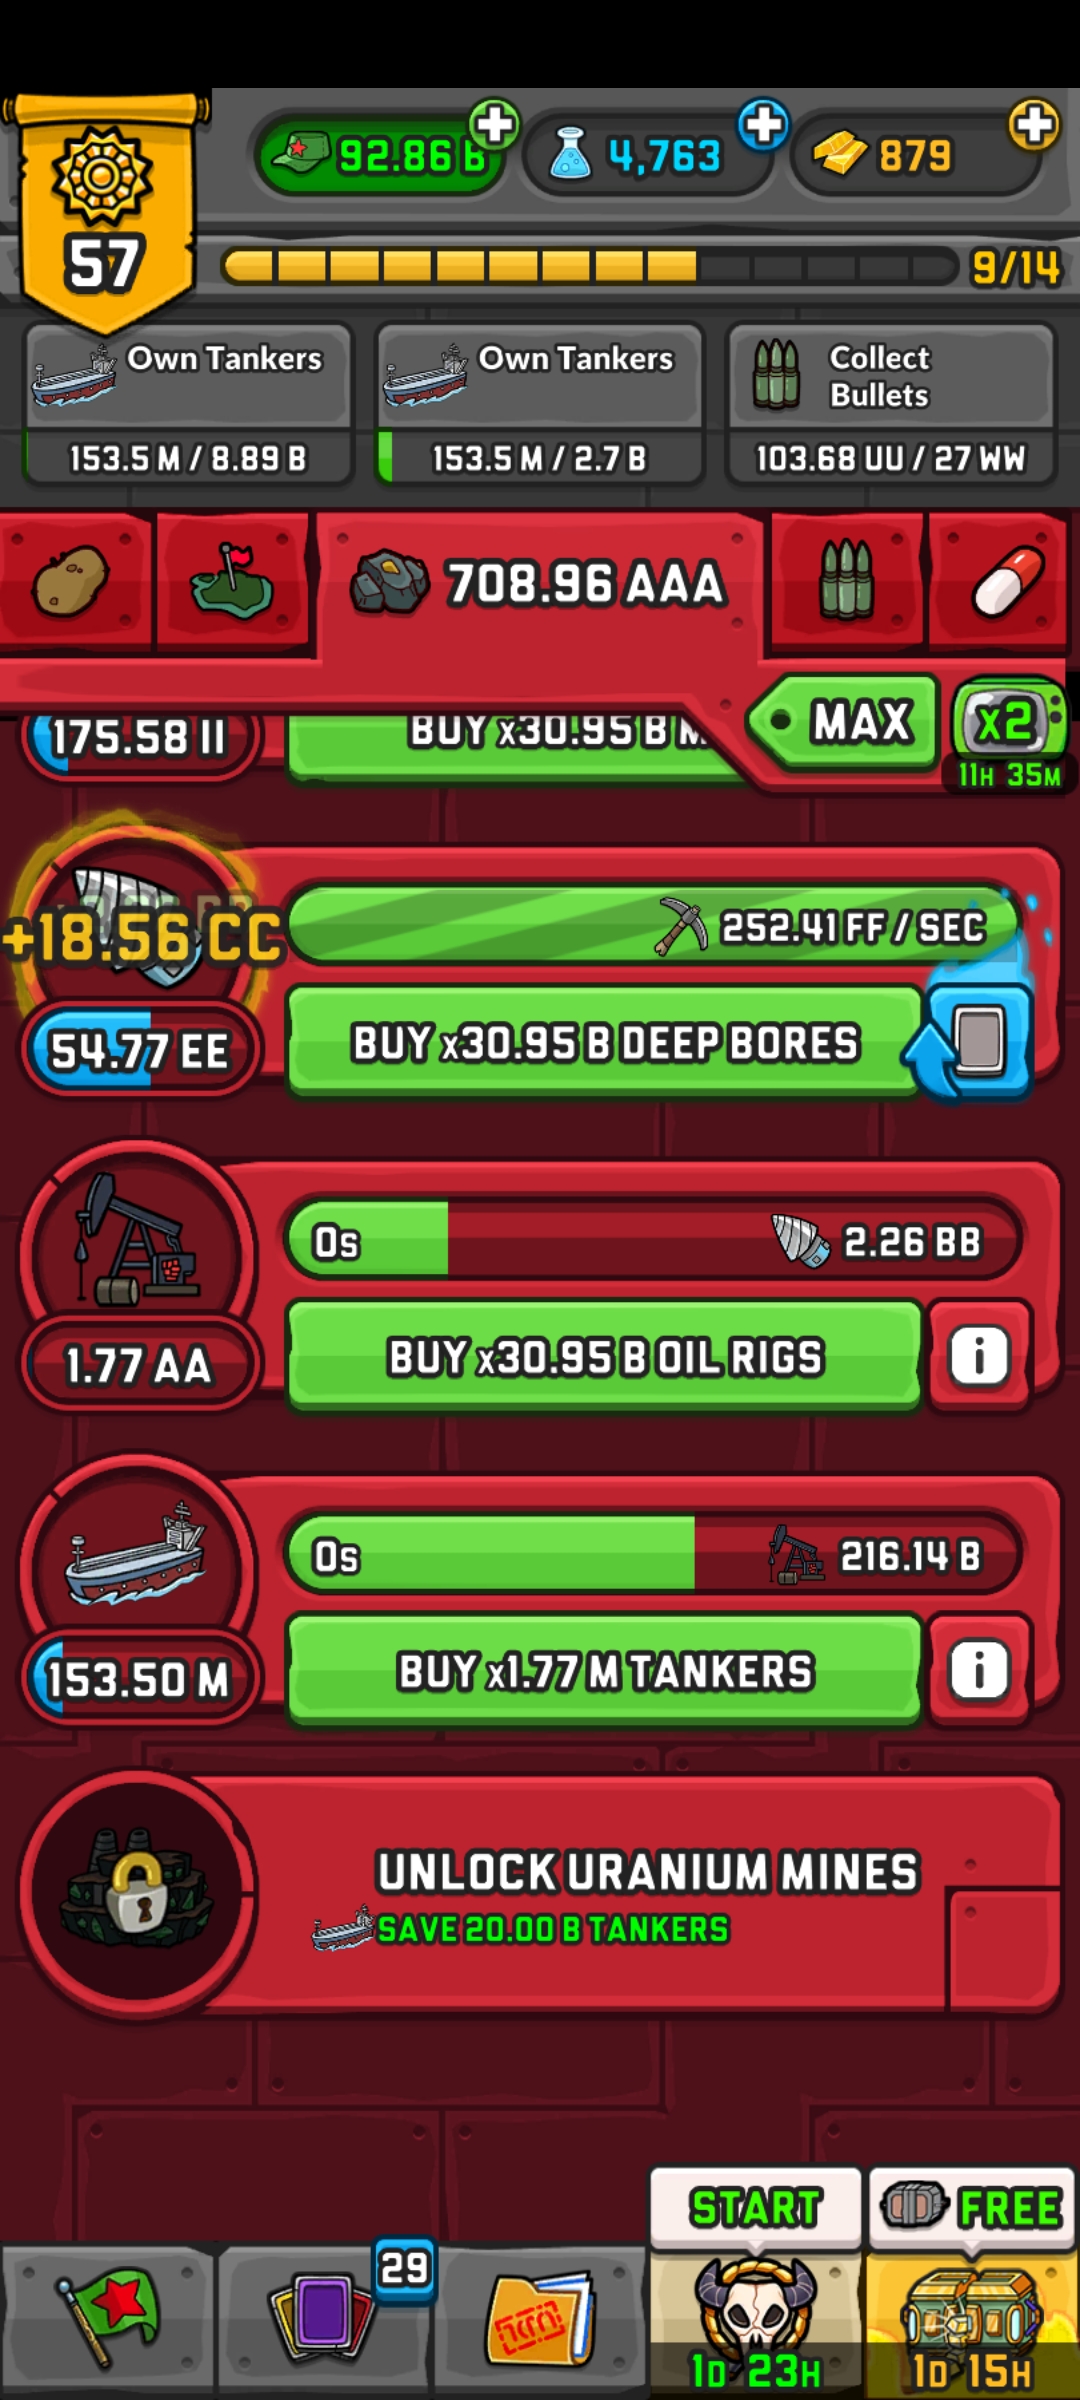 92.86 B
4,763
879
57
9/14
Own Tankers
153.5 M / 8.89 B
Own Tankers
153.5 M / 2.7 B
Collect
Bullets
103.68 UU / 27 WW
708.96 AAA
MAX
x2
11H 35M
175.58 II
BUY x30.95 B
+18.56 CC
252.41 FF / SEC
54.77 EE
BUY x30.95 B DEEP BORES
0s
2.26 BB
1.77 AA
BUY x30.95 B OIL RIGS
i
0s
216.14 B
153.50 M
BUY x1.77 M TANKERS
i
UNLOCK URANIUM MINES
SAVE 20.00 B TANKERS
START
FREE
29
1D 23H
1D 15H